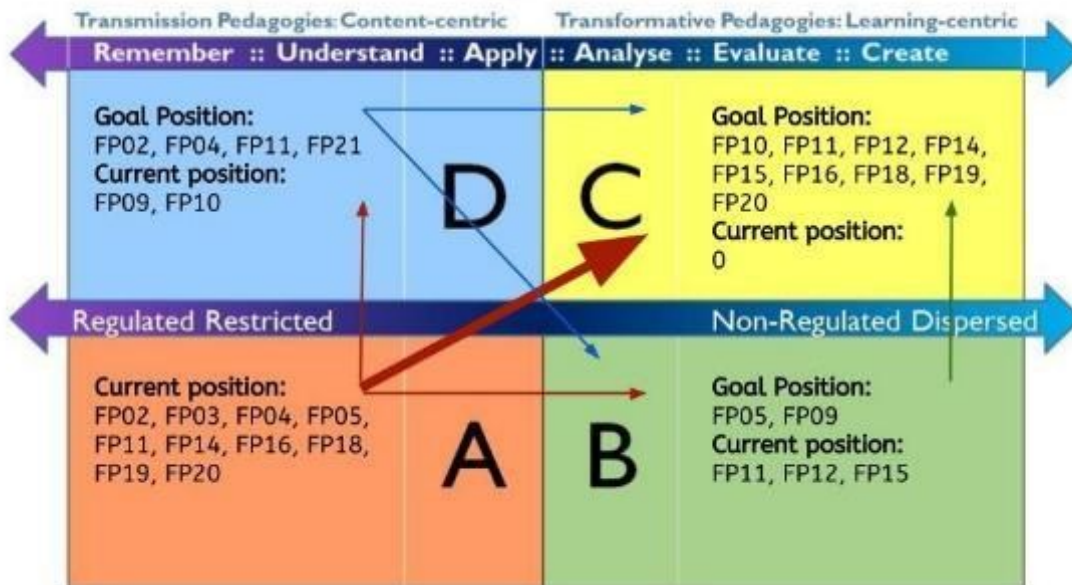 Transmission Pedagogies: Content-centric
Transformative Pedagogies: Learning-centric
Remember :: Understand :: Apply :: Analyse :: Evaluate :: Create
Goal Position:
FP02, FP04, FP11, FP21
Current position:
FP09, FP10
D
C
Goal Position:
FP10, FP11, FP12, FP14,
FP15, FP16, FP18, FP19,
FP20
Current position:
0
Regulated Restricted
Non-Regulated Dispersed
Current position:
FP02, FP03, FP04, FP05,
FP11, FP14, FP16, FP18,
FP19, FP20
A
B
Goal Position:
FP05, FP09
Current position:
FP11, FP12, FP15